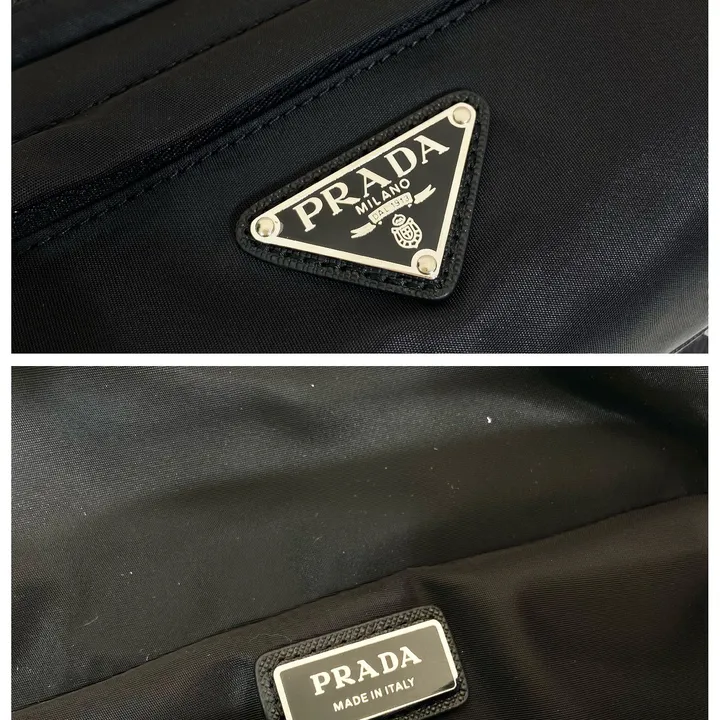 PRADA
MILANO
DAL 1913
PRADA
MADE IN ITALY